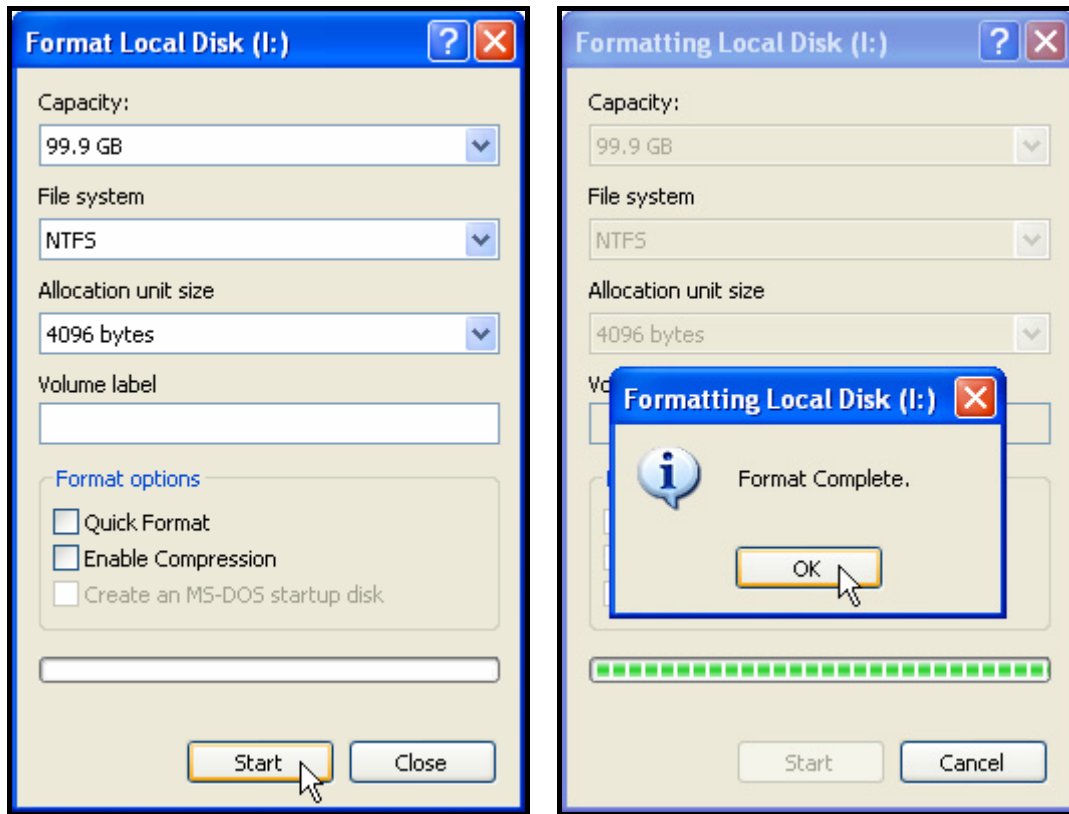 Format Local Disk (I:)
Capacity:
99.9 GB
File system
NTFS
Allocation unit size
4096 bytes
Volume label
Format options
Quick Format
Enable Compression
Create an MS-DOS startup disk
Start
Close
Formatting Local Disk (I:)
Capacity:
99.9 GB
File system
NTFS
Allocation unit size
4096 bytes
Formatting Local Disk (I:)
Format Complete.
OK
Start
Cancel